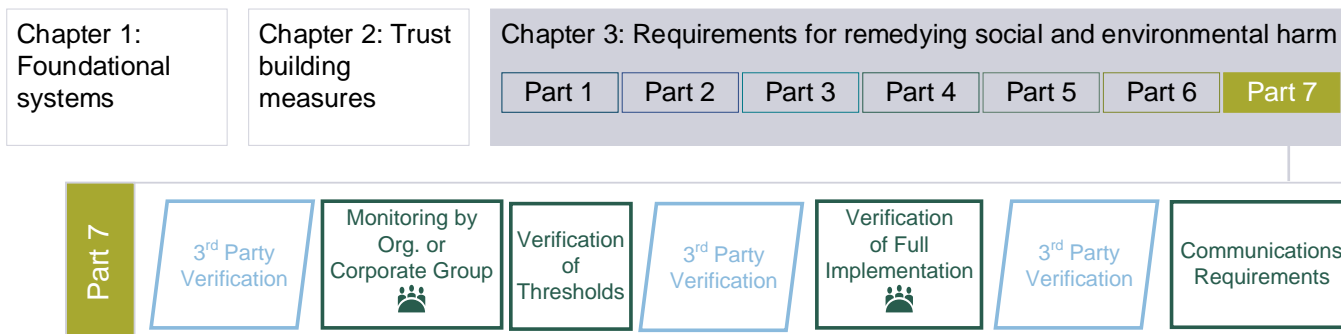 Chapter 1:
Foundational
systems
Chapter 2: Trust
building
measures
Chapter 3: Requirements for remedying social and environmental harm
Part 1
Part 2
Part 3
Part 4
Part 5
Part 6
Part 7
Part 7
3rd Party
Verification
Monitoring by
Org. or
Corporate Group
Verification
of
Thresholds
3rd Party
Verification
Verification
of Full
Implementation
3rd Party
Verification
Communications
Requirements